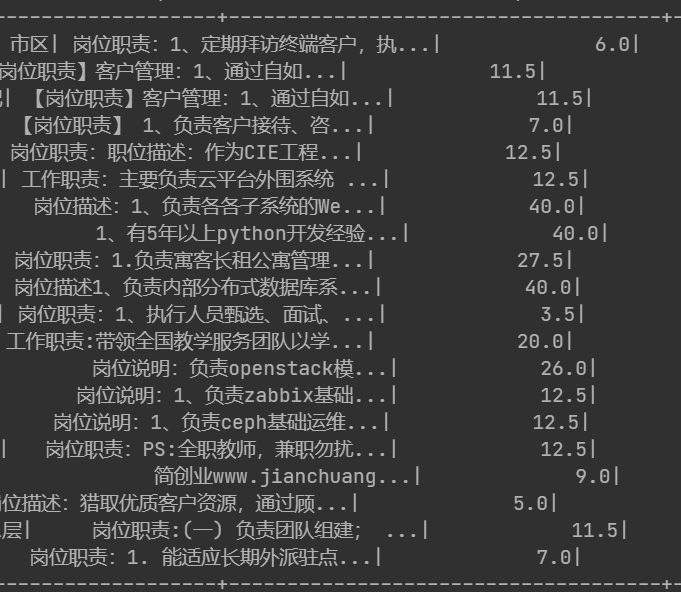 市区| 岗位职责：1、定期拜访终端客户，执...| 6.0|
岗位职责】客户管理：1、通过自如...| 11.5|
| 【岗位职责】客户管理：1、通过自如...| 11.5|
【岗位职责】 1、负责客户接待、咨...| 7.0|
岗位职责：职位描述：作为CIE工程...| 12.5|
| 工作职责：主要负责云平台外围系统 ...| 12.5|
岗位描述：1、负责各各子系统的We...| 40.0|
1、有5年以上python开发经验...| 40.0|
岗位职责：1.负责寓客长租公寓管理...| 27.5|
岗位描述1、负责内部分布式数据库系...| 40.0|
| 岗位职责：1、执行人员甄选、面试、...| 3.5|
工作职责:带领全国教学服务团队以学...| 20.0|
岗位说明：负责openstack模...| 26.0|
岗位说明：1、负责zabbix基础...| 12.5|
岗位说明：1、负责ceph基础运维...| 12.5|
| 岗位职责：PS:全职教师，兼职勿扰...| 12.5|
简创业www.jianchuang...| 9.0|
岗位描述：猎取优质客户资源，通过顾...| 5.0|
层| 岗位职责:(一) 负责团队组建； ...| 11.5|
岗位职责：1. 能适应长期外派驻点...| 7.0|